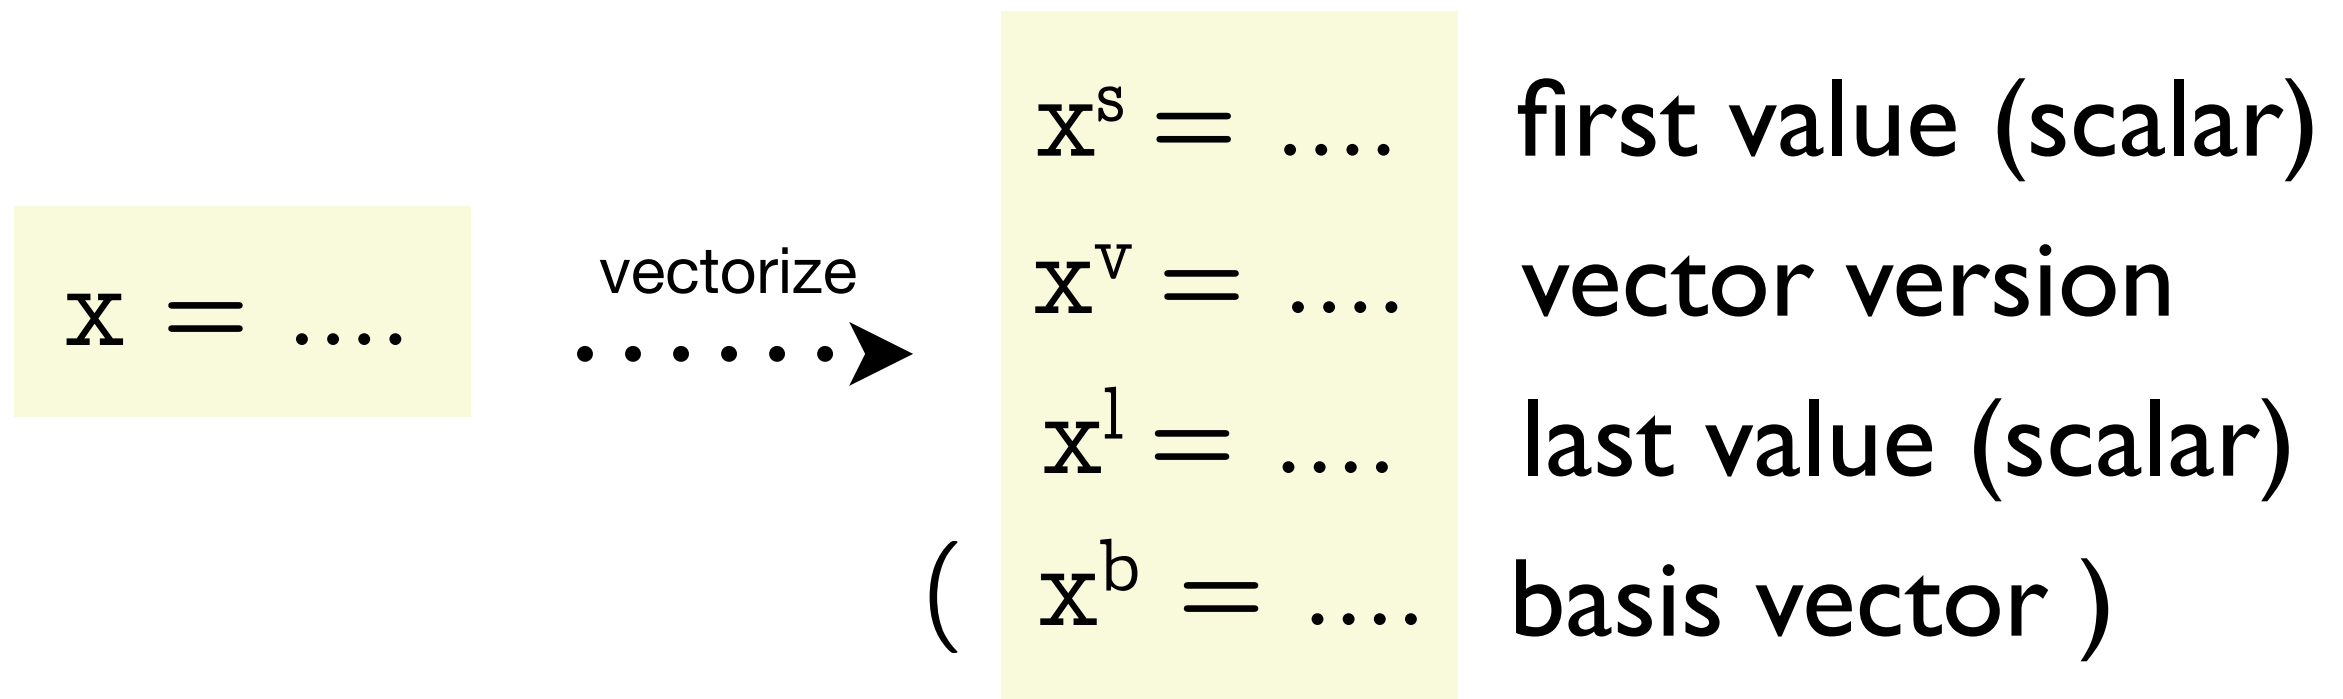 x = ....
vectorize
xˢ = .... first value (scalar)
xᵛ = .... vector version
xˡ = .... last value (scalar)
( xᵇ = .... basis vector )